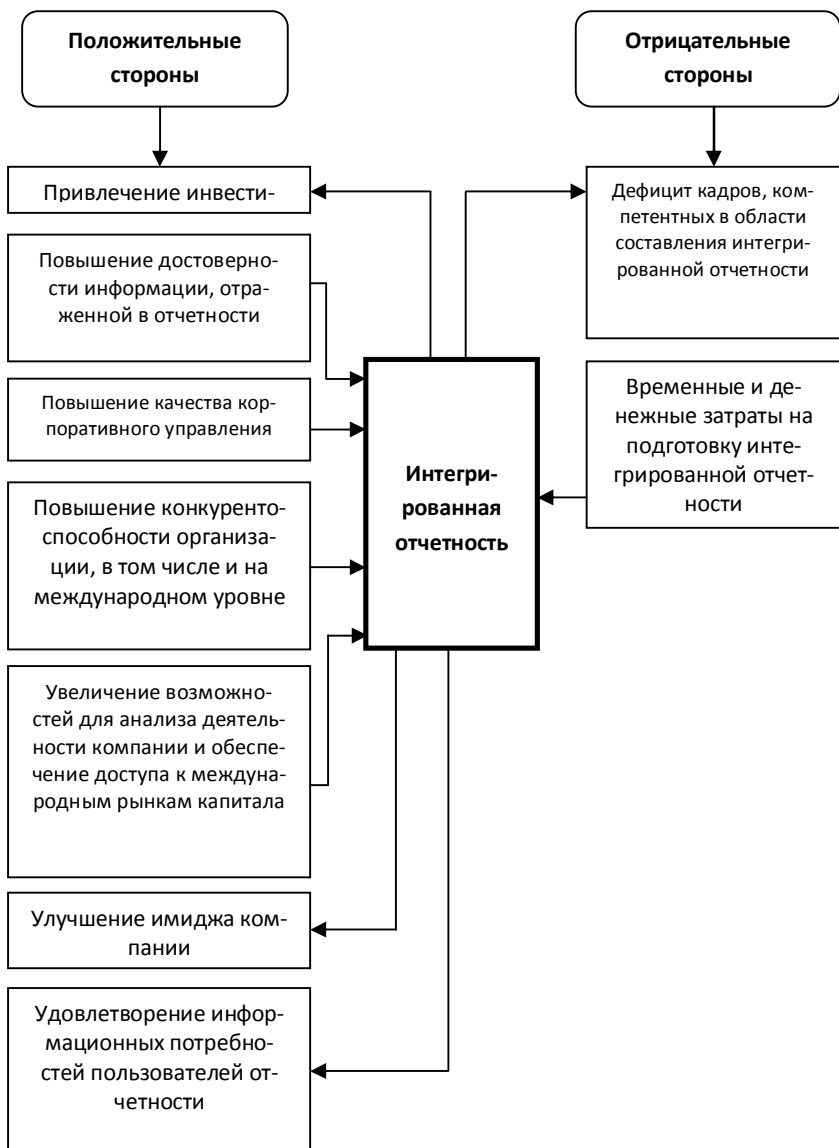 Положительные
стороны
Привлечение инвести-
Повышение достоверно-
сти информации, отра-
женной в отчетности
Повышение качества кор-
поративного управления
Повышение конкуренто-
способности организа-
ции, в том числе и на
международном уровне
Увеличение возможно-
стей для анализа деятель-
ности компании и обеспе-
чение доступа к междуна-
родным рынкам капитала
Улучшение имиджа ком-
пании
Удовлетворение инфор-
мационных потребно-
стей пользователей от-
четности
Интегри-
рованная
отчетность
Отрицательные
стороны
Дефицит кадров, ком-
петентных в области
составления интегри-
рованной отчетности
Временные и де-
нежные затраты на
подготовку инте-
грированной отчет-
ности